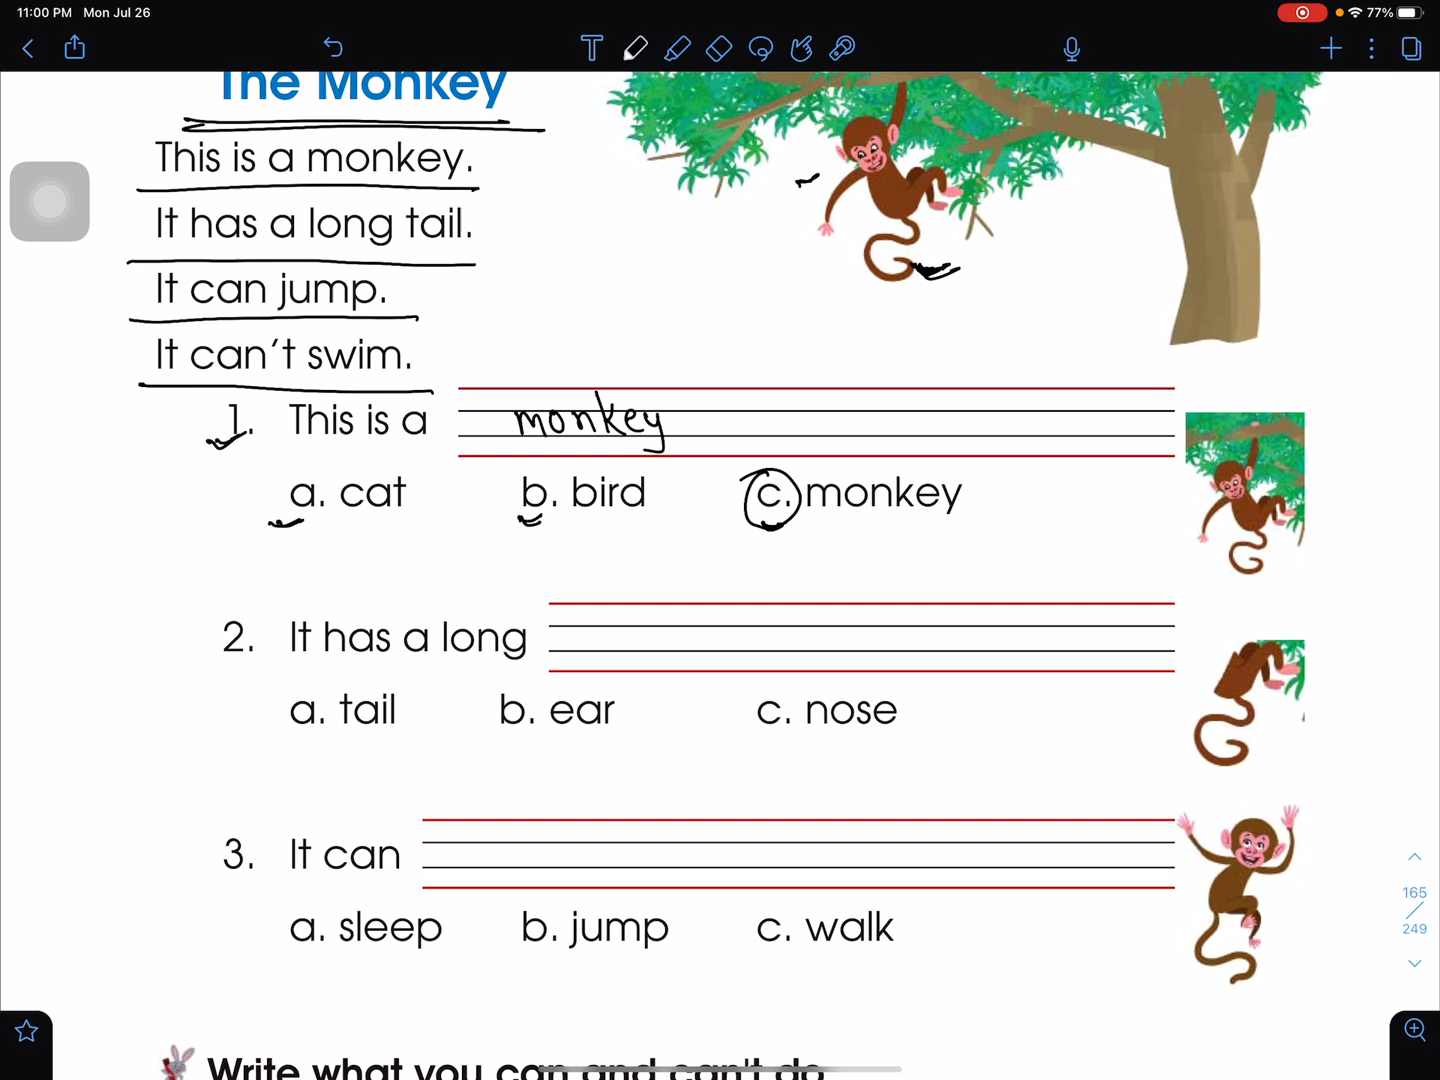 11:00 PM Mon Jul 26
77%
The Monkey
This is a monkey.
It has a long tail.
It can jump.
It can't swim.
1. This is a monkey
a. cat b. bird c. monkey
2. It has a long
a. tail b. ear c. nose
3. It can
a. sleep b. jump c. walk
165
249
Write what you can and can't do